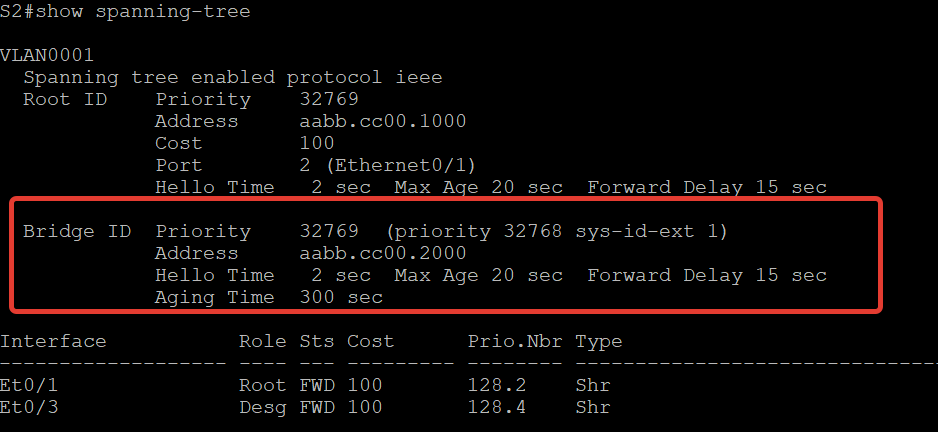 S2#show spanning-tree
VLAN0001
  Spanning tree enabled protocol ieee
  Root ID    Priority    32769
             Address     aabb.cc00.1000
             Cost        100
             Port        2 (Ethernet0/1)
             Hello Time   2 sec  Max Age 20 sec  Forward Delay 15 sec
  Bridge ID  Priority    32769  (priority 32768 sys-id-ext 1)
             Address     aabb.cc00.2000
             Hello Time   2 sec  Max Age 20 sec  Forward Delay 15 sec
             Aging Time  300 sec
Interface           Role Sts Cost      Prio.Nbr Type
------------------- ---- --- --------- -------- --------------------------------
Et0/1               Root FWD 100       128.2    Shr
Et0/3               Desg FWD 100       128.4    Shr